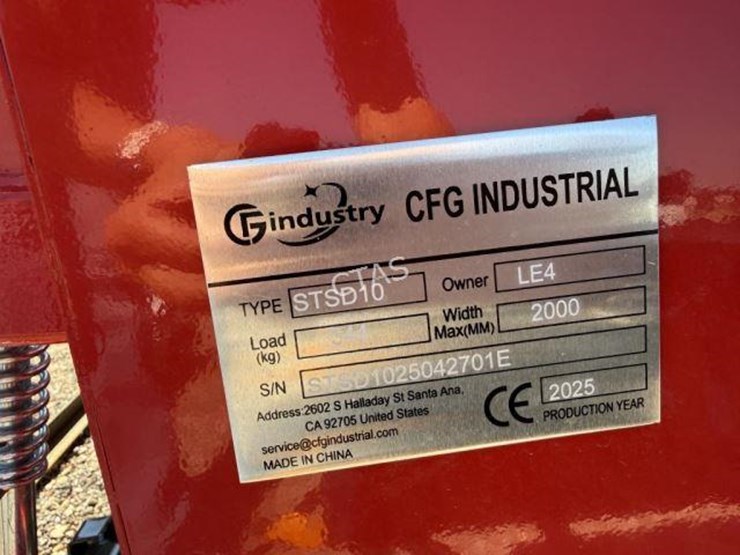 CFindustry CFG INDUSTRIAL
CTAS
TYPE STSD10 Owner LE4
Load (kg) Width Max(MM) 2000
S/N STSD1025042701E
Address:2602 S Halladay St Santa Ana,
CA 92705 United States
service@cfgindustrial.com
MADE IN CHINA
CE 2025
PRODUCTION YEAR